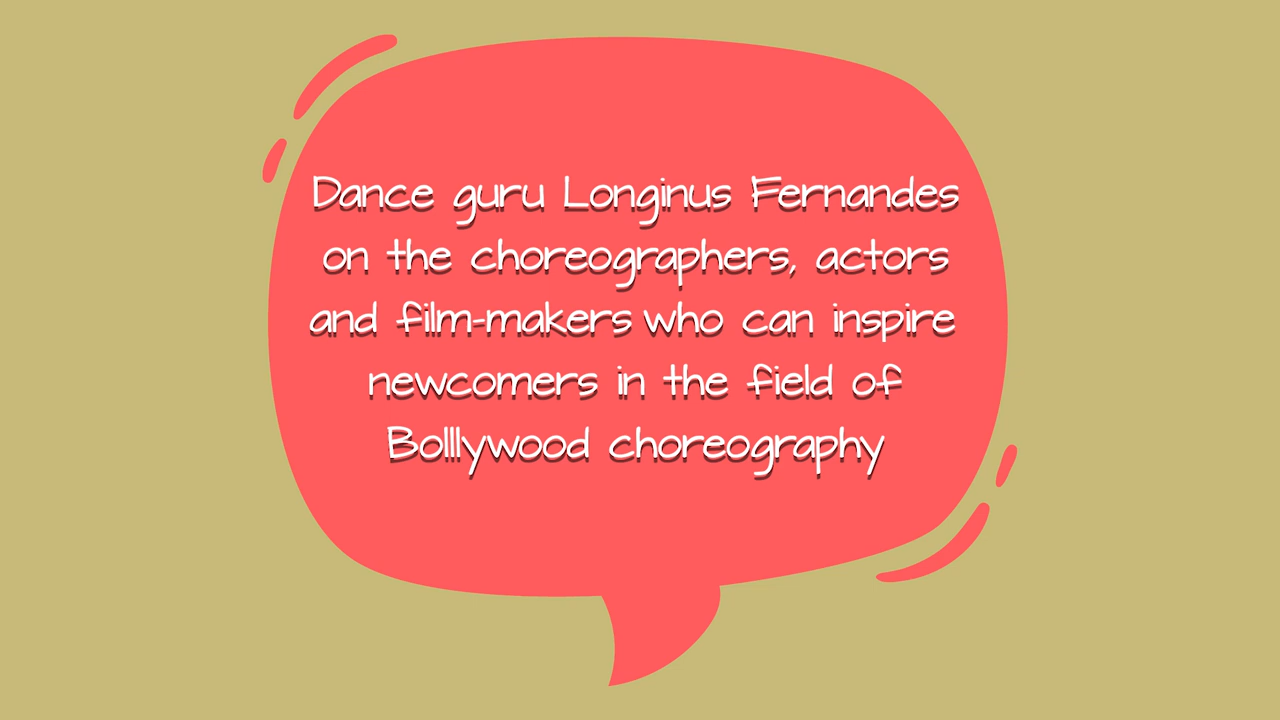 Dance guru Longinus Fernandes
on the choreographers, actors
and film-makers who can inspire
newcomers in the field of
Bolllywood choreography